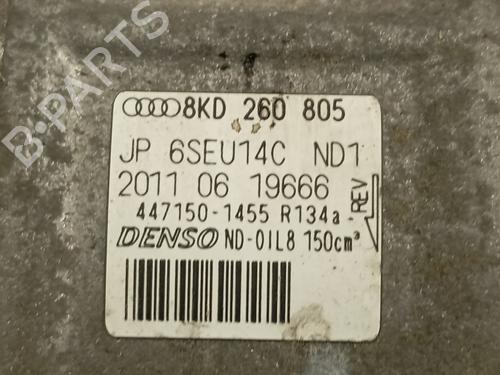 B-PARTS
8KD 260 805
JP 6SEU14C ND1
2011 06 19666
447150-1455 R134a
REV
DENSO ND-OIL8 150cm³